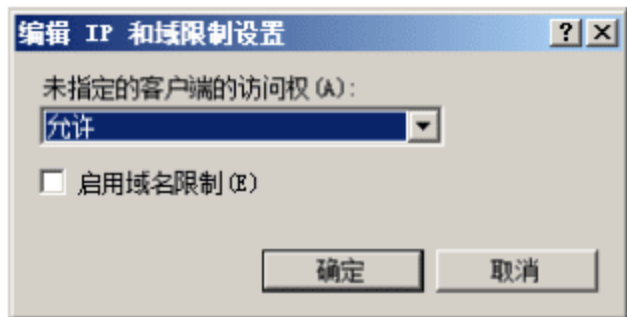 编辑 IP 和域限制设置
未指定的客户端的访问权(A):
允许
启用域名限制(E)
确定 取消